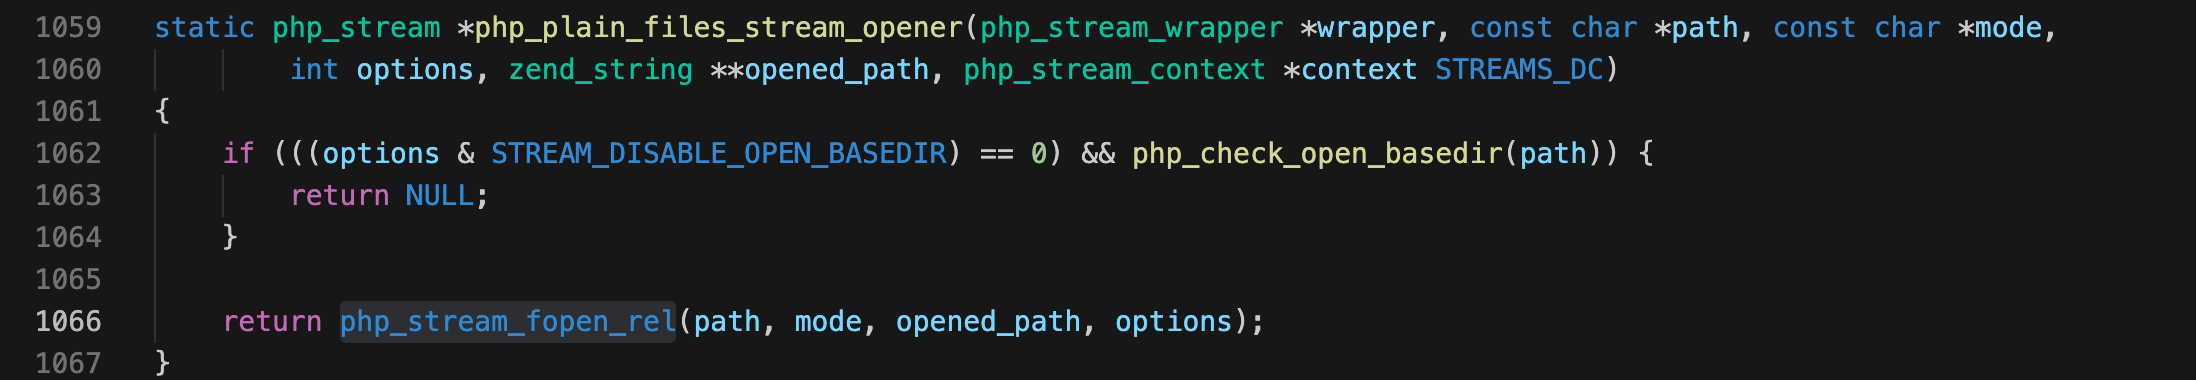 1059 static php_stream *php_plain_files_stream_opener(php_stream_wrapper *wrapper, const char *path, const char *mode,
1060         int options, zend_string **opened_path, php_stream_context *context STREAMS_DC)
1061 {
1062     if (((options & STREAM_DISABLE_OPEN_BASEDIR) == 0) && php_check_open_basedir(path)) {
1063         return NULL;
1064     }
1065
1066     return php_stream_fopen_rel(path, mode, opened_path, options);
1067 }